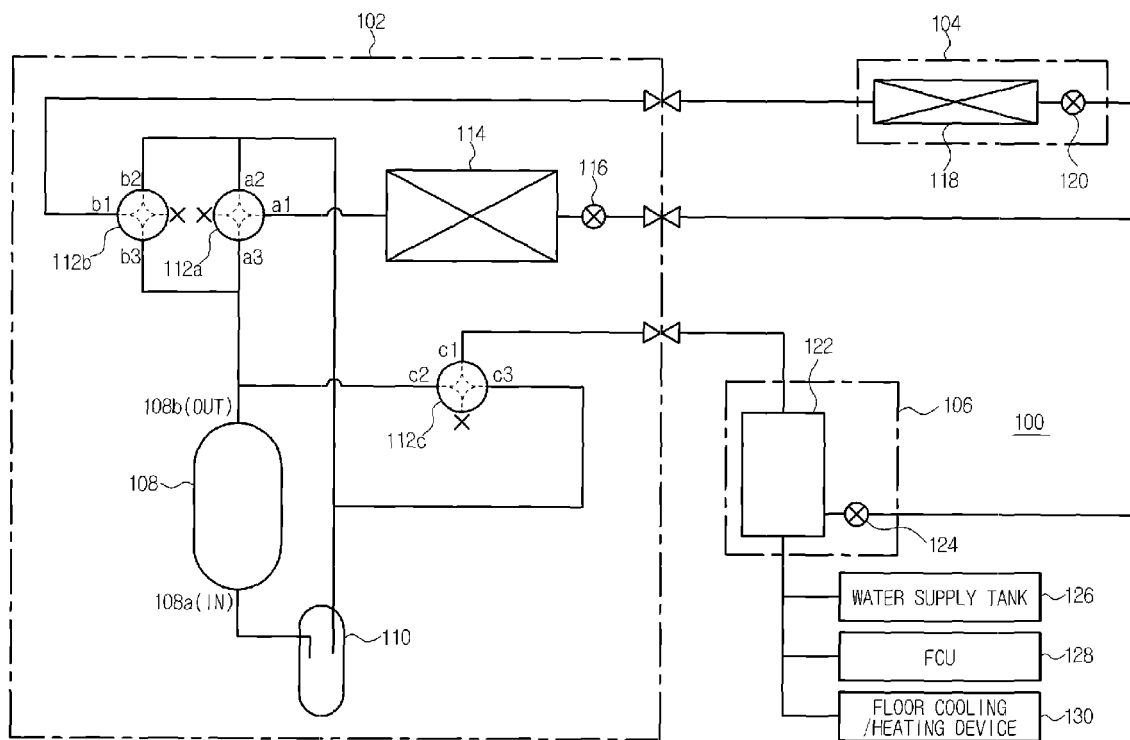 102
104
114
116
118
120
b2
a2
b1
a1
b3
a3
112b
112a
c1
c2
c3
112c
122
106
100
108b(OUT)
108
124
108a(IN)
110
WATER SUPPLY TANK
126
FCU
128
FLOOR COOLING
/HEATING DEVICE
130